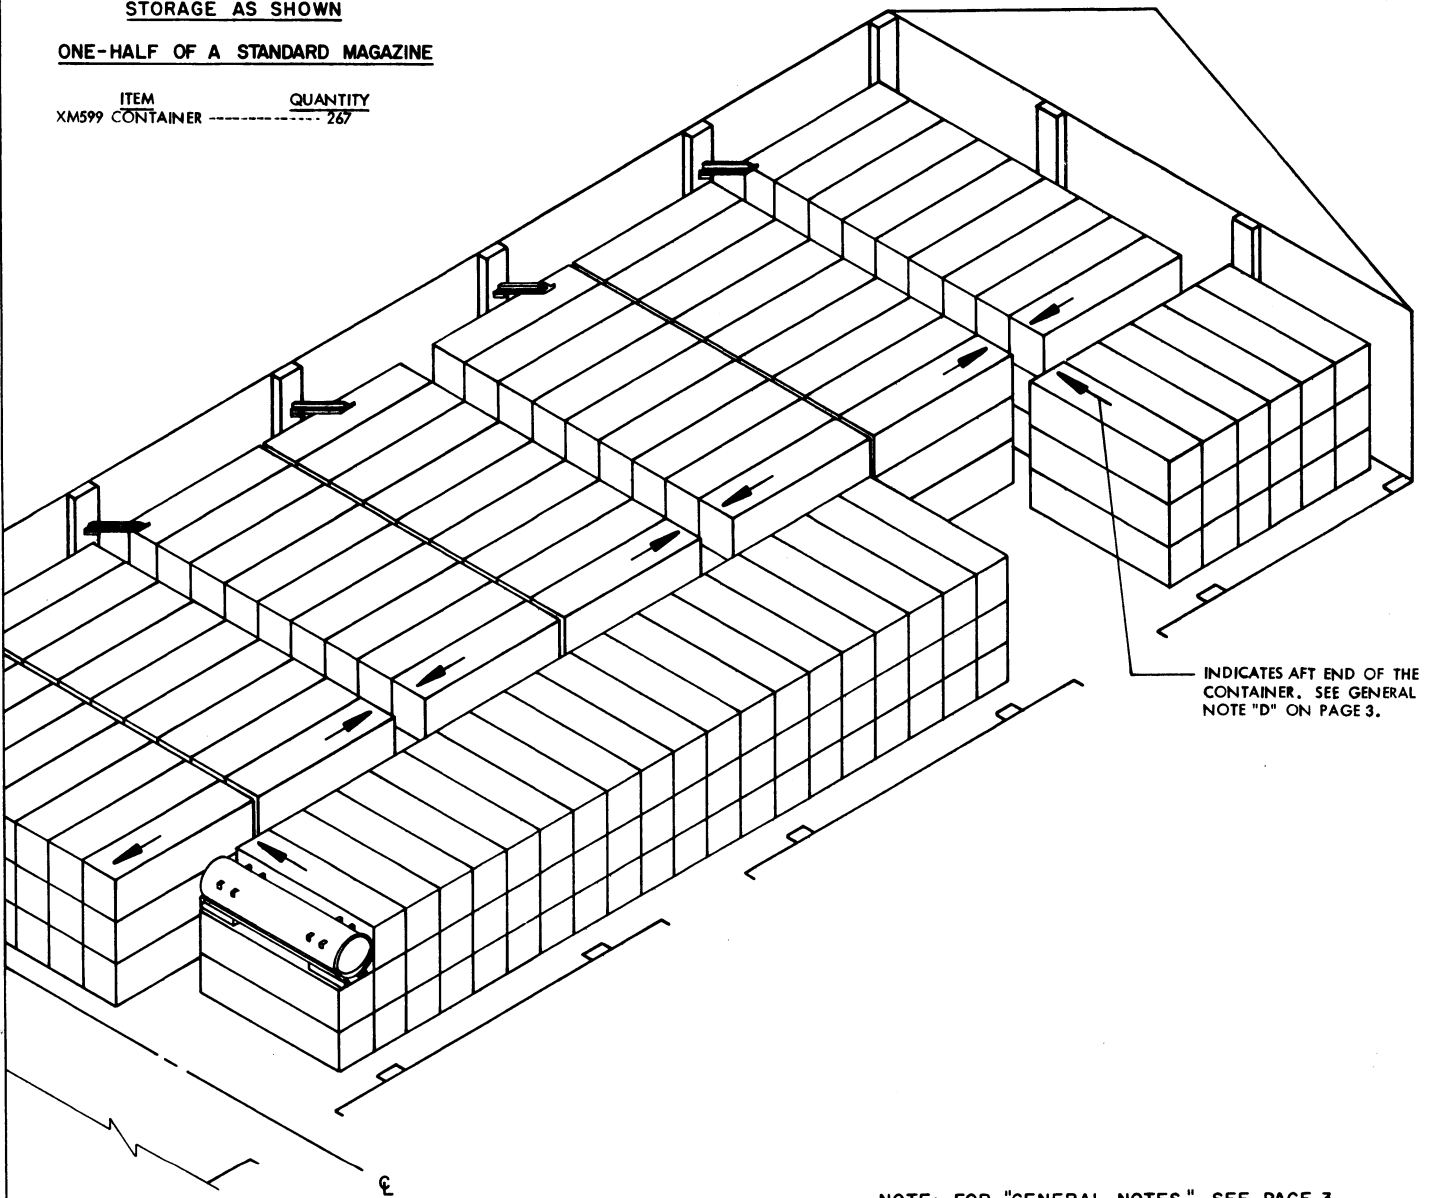 STORAGE AS SHOWN
ONE-HALF OF A STANDARD MAGAZINE
ITEM QUANTITY
XM599 CONTAINER ------------- 267
INDICATES AFT END OF THE
CONTAINER. SEE GENERAL
NOTE "D" ON PAGE 3.
℄
NOTE: FOR "GENERAL NOTES," SEE PAGE 3